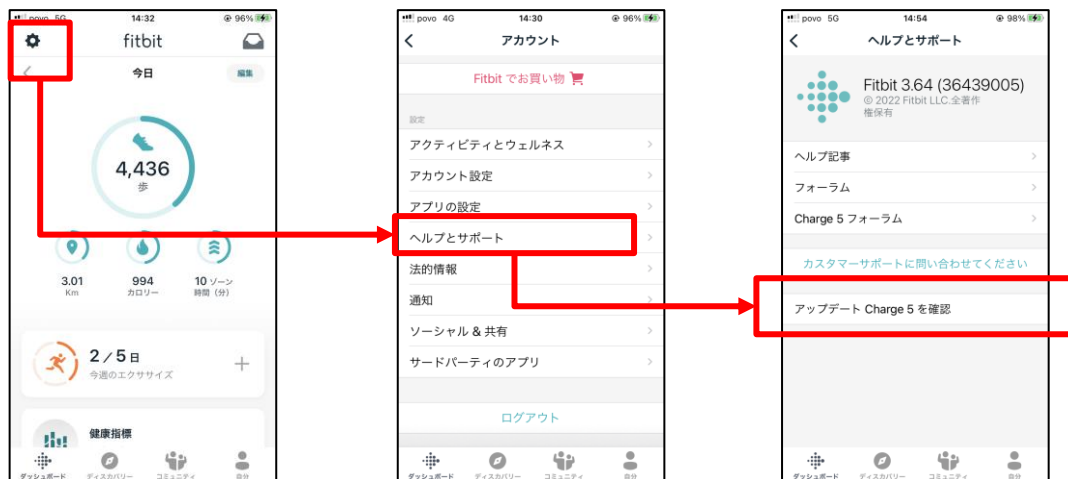 povo 5G 14:32 96%
fitbit
今日
編集
4,436
歩
3.01
Km
994
カロリー
10 ゾーン
時間（分）
2 / 5 日
今週のエクササイズ
健康指標
ダッシュボード ディスカバリー コミュニティ 自分
povo 4G 14:30 96%
アカウント
Fitbit でお買い物
設定
アクティビティとウェルネス
アカウント設定
アプリの設定
ヘルプとサポート
法的情報
通知
ソーシャル & 共有
サードパーティのアプリ
ログアウト
ダッシュボード ディスカバリー コミュニティ 自分
povo 5G 14:54 98%
ヘルプとサポート
Fitbit 3.64 (36439005)
© 2022 Fitbit LLC.全著作
権保有
ヘルプ記事
フォーラム
Charge 5 フォーラム
カスタマーサポートに問い合わせてください
アップデート Charge 5 を確認
ダッシュボード ディスカバリー コミュニティ 自分